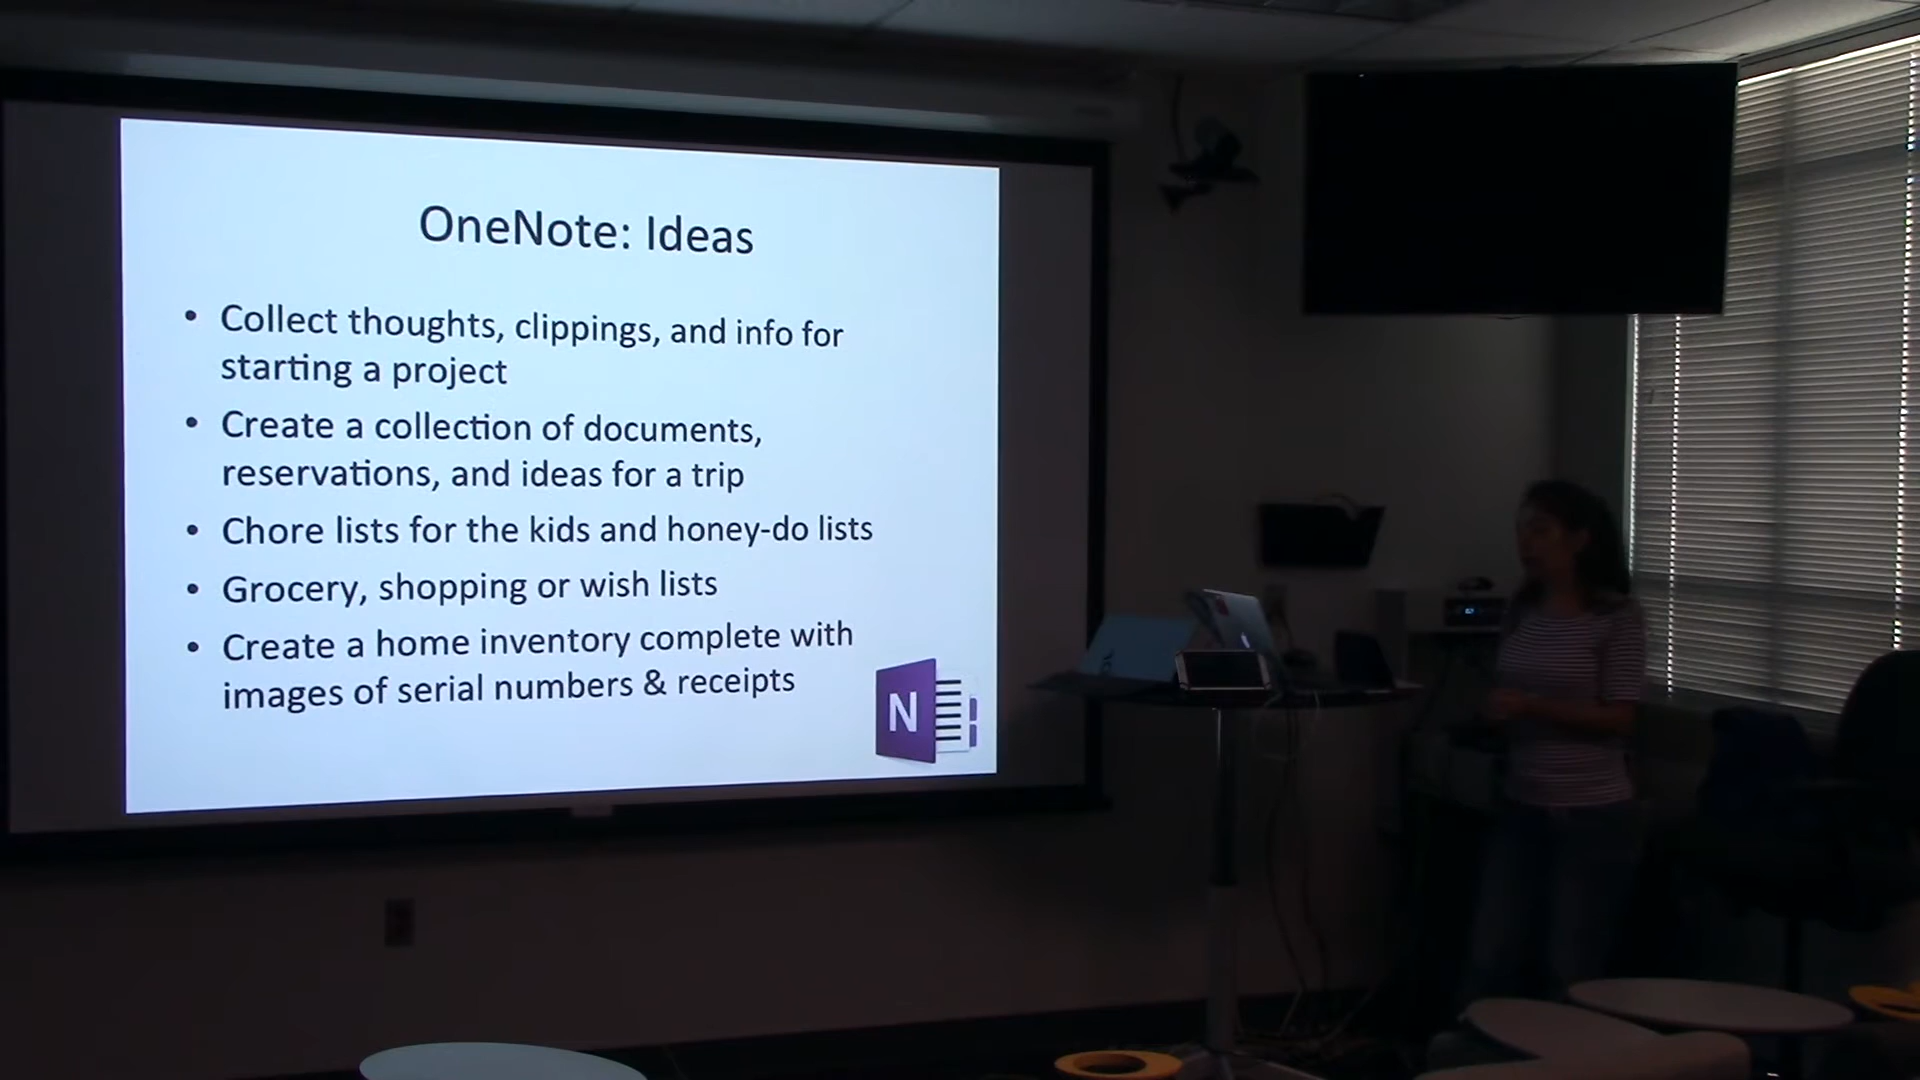 OneNote: Ideas
• Collect thoughts, clippings, and info for
starting a project
• Create a collection of documents,
reservations, and ideas for a trip
• Chore lists for the kids and honey-do lists
• Grocery, shopping or wish lists
• Create a home inventory complete with
images of serial numbers & receipts
N